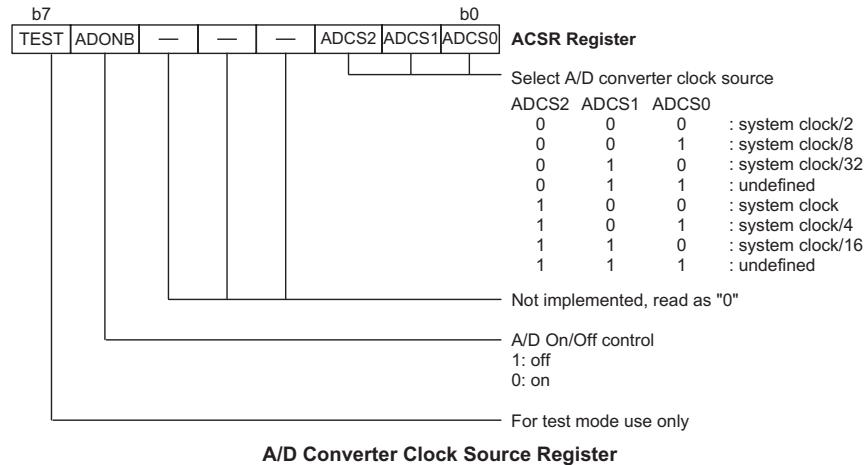 b7 b0
TEST ADONB — — — ADCS2 ADCS1 ADCS0 ACSR Register
Select A/D converter clock source
ADCS2 ADCS1 ADCS0
0 0 0 : system clock/2
0 0 1 : system clock/8
0 1 0 : system clock/32
0 1 1 : undefined
1 0 0 : system clock
1 0 1 : system clock/4
1 1 0 : system clock/16
1 1 1 : undefined
Not implemented, read as "0"
A/D On/Off control
1: off
0: on
For test mode use only
A/D Converter Clock Source Register